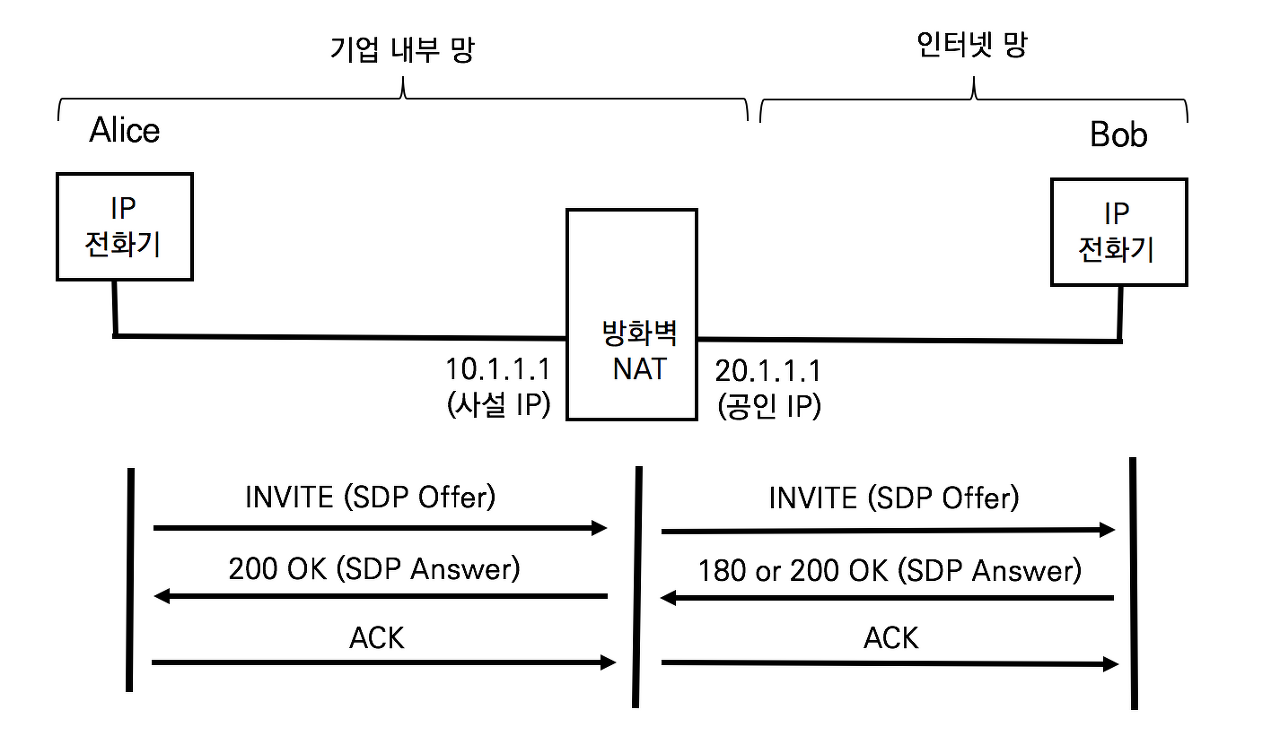 기업 내부 망
인터넷 망
Alice
Bob
IP
전화기
IP
전화기
방화벽
NAT
10.1.1.1
(사설 IP)
20.1.1.1
(공인 IP)
INVITE (SDP Offer)
INVITE (SDP Offer)
200 OK (SDP Answer)
180 or 200 OK (SDP Answer)
ACK
ACK